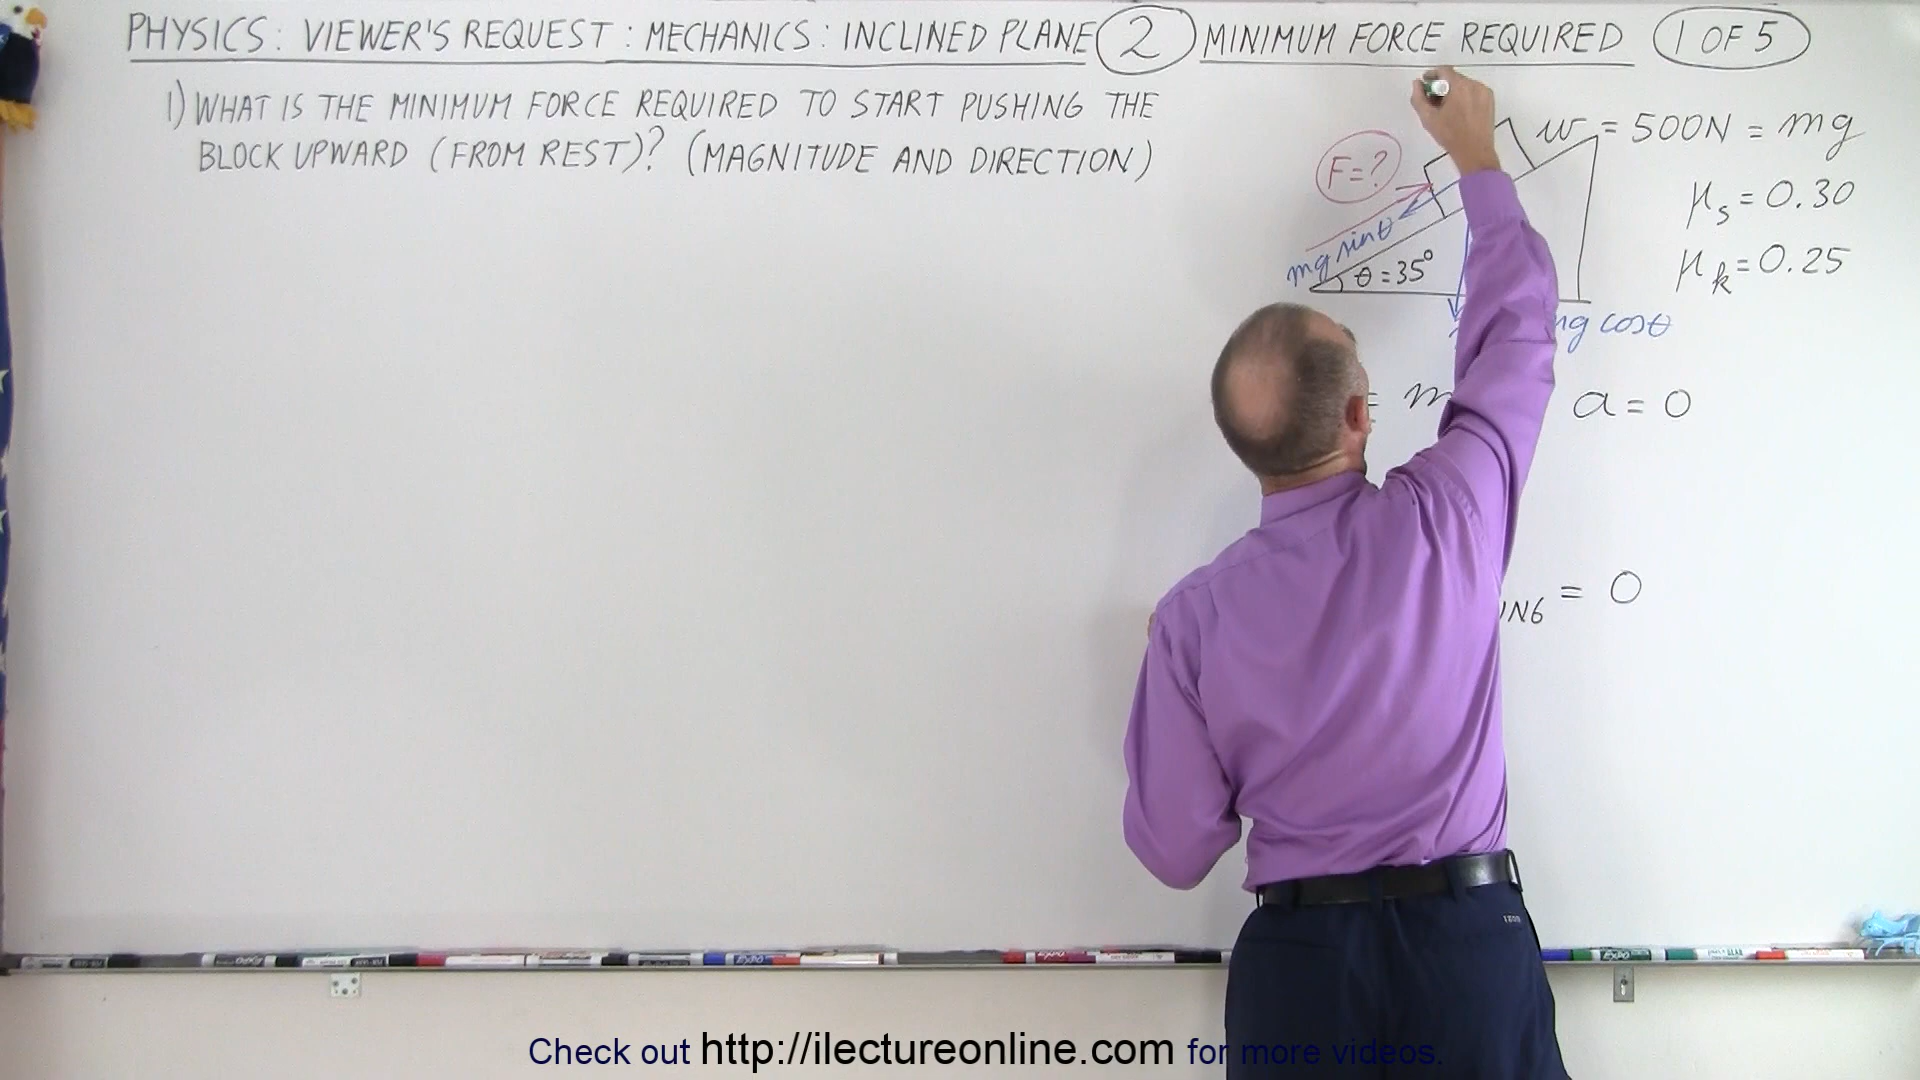 PHYSICS: VIEWER'S REQUEST: MECHANICS: INCLINED PLANE 2 MINIMUM FORCE REQUIRED 1 OF 5
1) WHAT IS THE MINIMUM FORCE REQUIRED TO START PUSHING THE
BLOCK UPWARD (FROM REST)? (MAGNITUDE AND DIRECTION)
w = 500N = mg
F=?
μs = 0.30
mg sinθ
θ = 35°
μk = 0.25
mg cosθ
= m
a = 0
ING = 0
EXPO
Check out http://ilectureonline.com for more videos.